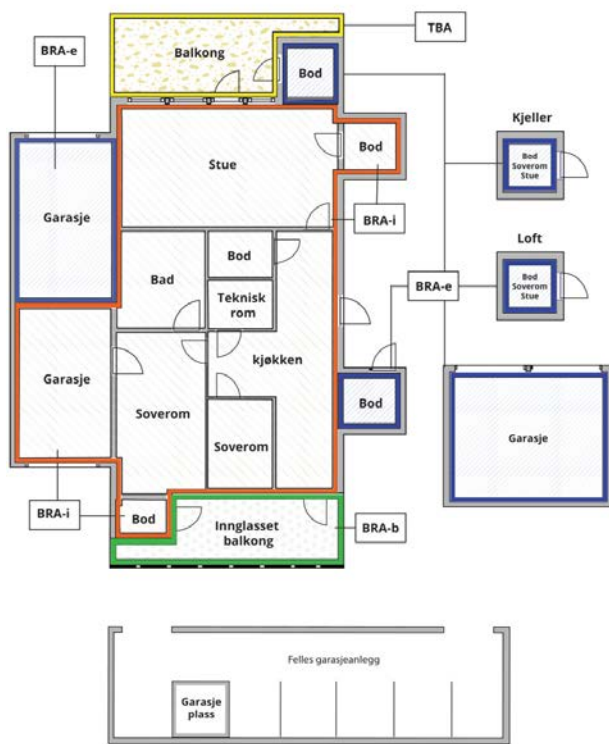 TBA
BRA-e
Balkong
Bod
Kjeller
Bod
Soverom
Stue
Stue
Bod
Garasje
BRA-i
Loft
Bad
Bod
Teknisk
rom
BRA-e
Bod
Soverom
Stue
Garasje
kjøkken
Bod
Garasje
Soverom
Soverom
BRA-i
Bod
Innglasset
balkong
BRA-b
Felles garasjeanlegg
Garasje
plass